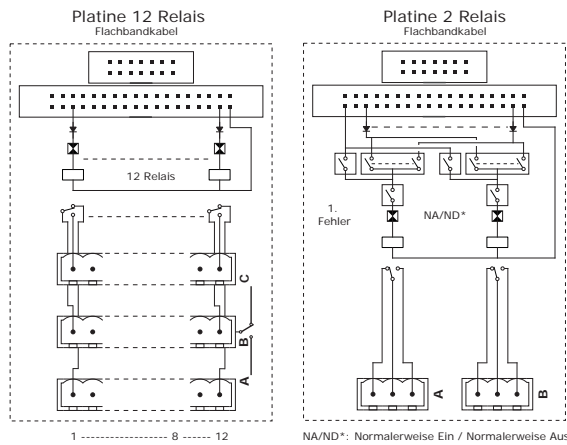 Platine 12 Relais
Flachbandkabel
12 Relais
C
B
A
1 ------------------ 8 ------ 12
Platine 2 Relais
Flachbandkabel
1.
Fehler
NA/ND*
A
B
NA/ND*: Normalerweise Ein / Normalerweise Aus